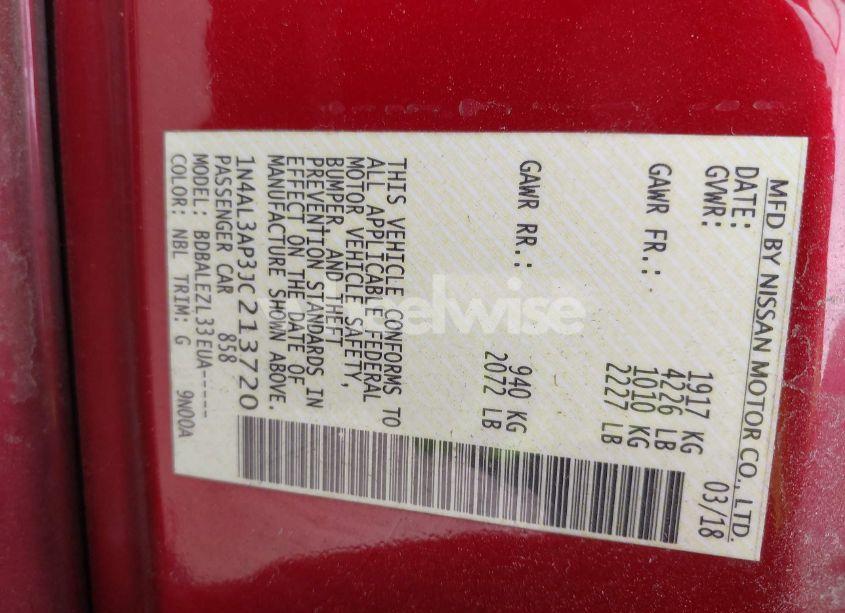 MFD BY NISSAN MOTOR CO., LTD.
DATE: 03/18
GVWR: 1917 KG
4226 LB
GAWR FR.: 1010 KG
2227 LB
GAWR RR.: 940 KG
2072 LB
THIS VEHICLE CONFORMS TO
ALL APPLICABLE FEDERAL
MOTOR VEHICLE SAFETY,
BUMPER, AND THEFT
PREVENTION STANDARDS IN
EFFECT ON THE DATE OF
MANUFACTURE SHOWN ABOVE.
1N4AL3AP3JC213720
PASSENGER CAR 858
MODEL: BDBALEZL33EUA-----
COLOR: NBL TRIM: G 9N00A
wheelwise